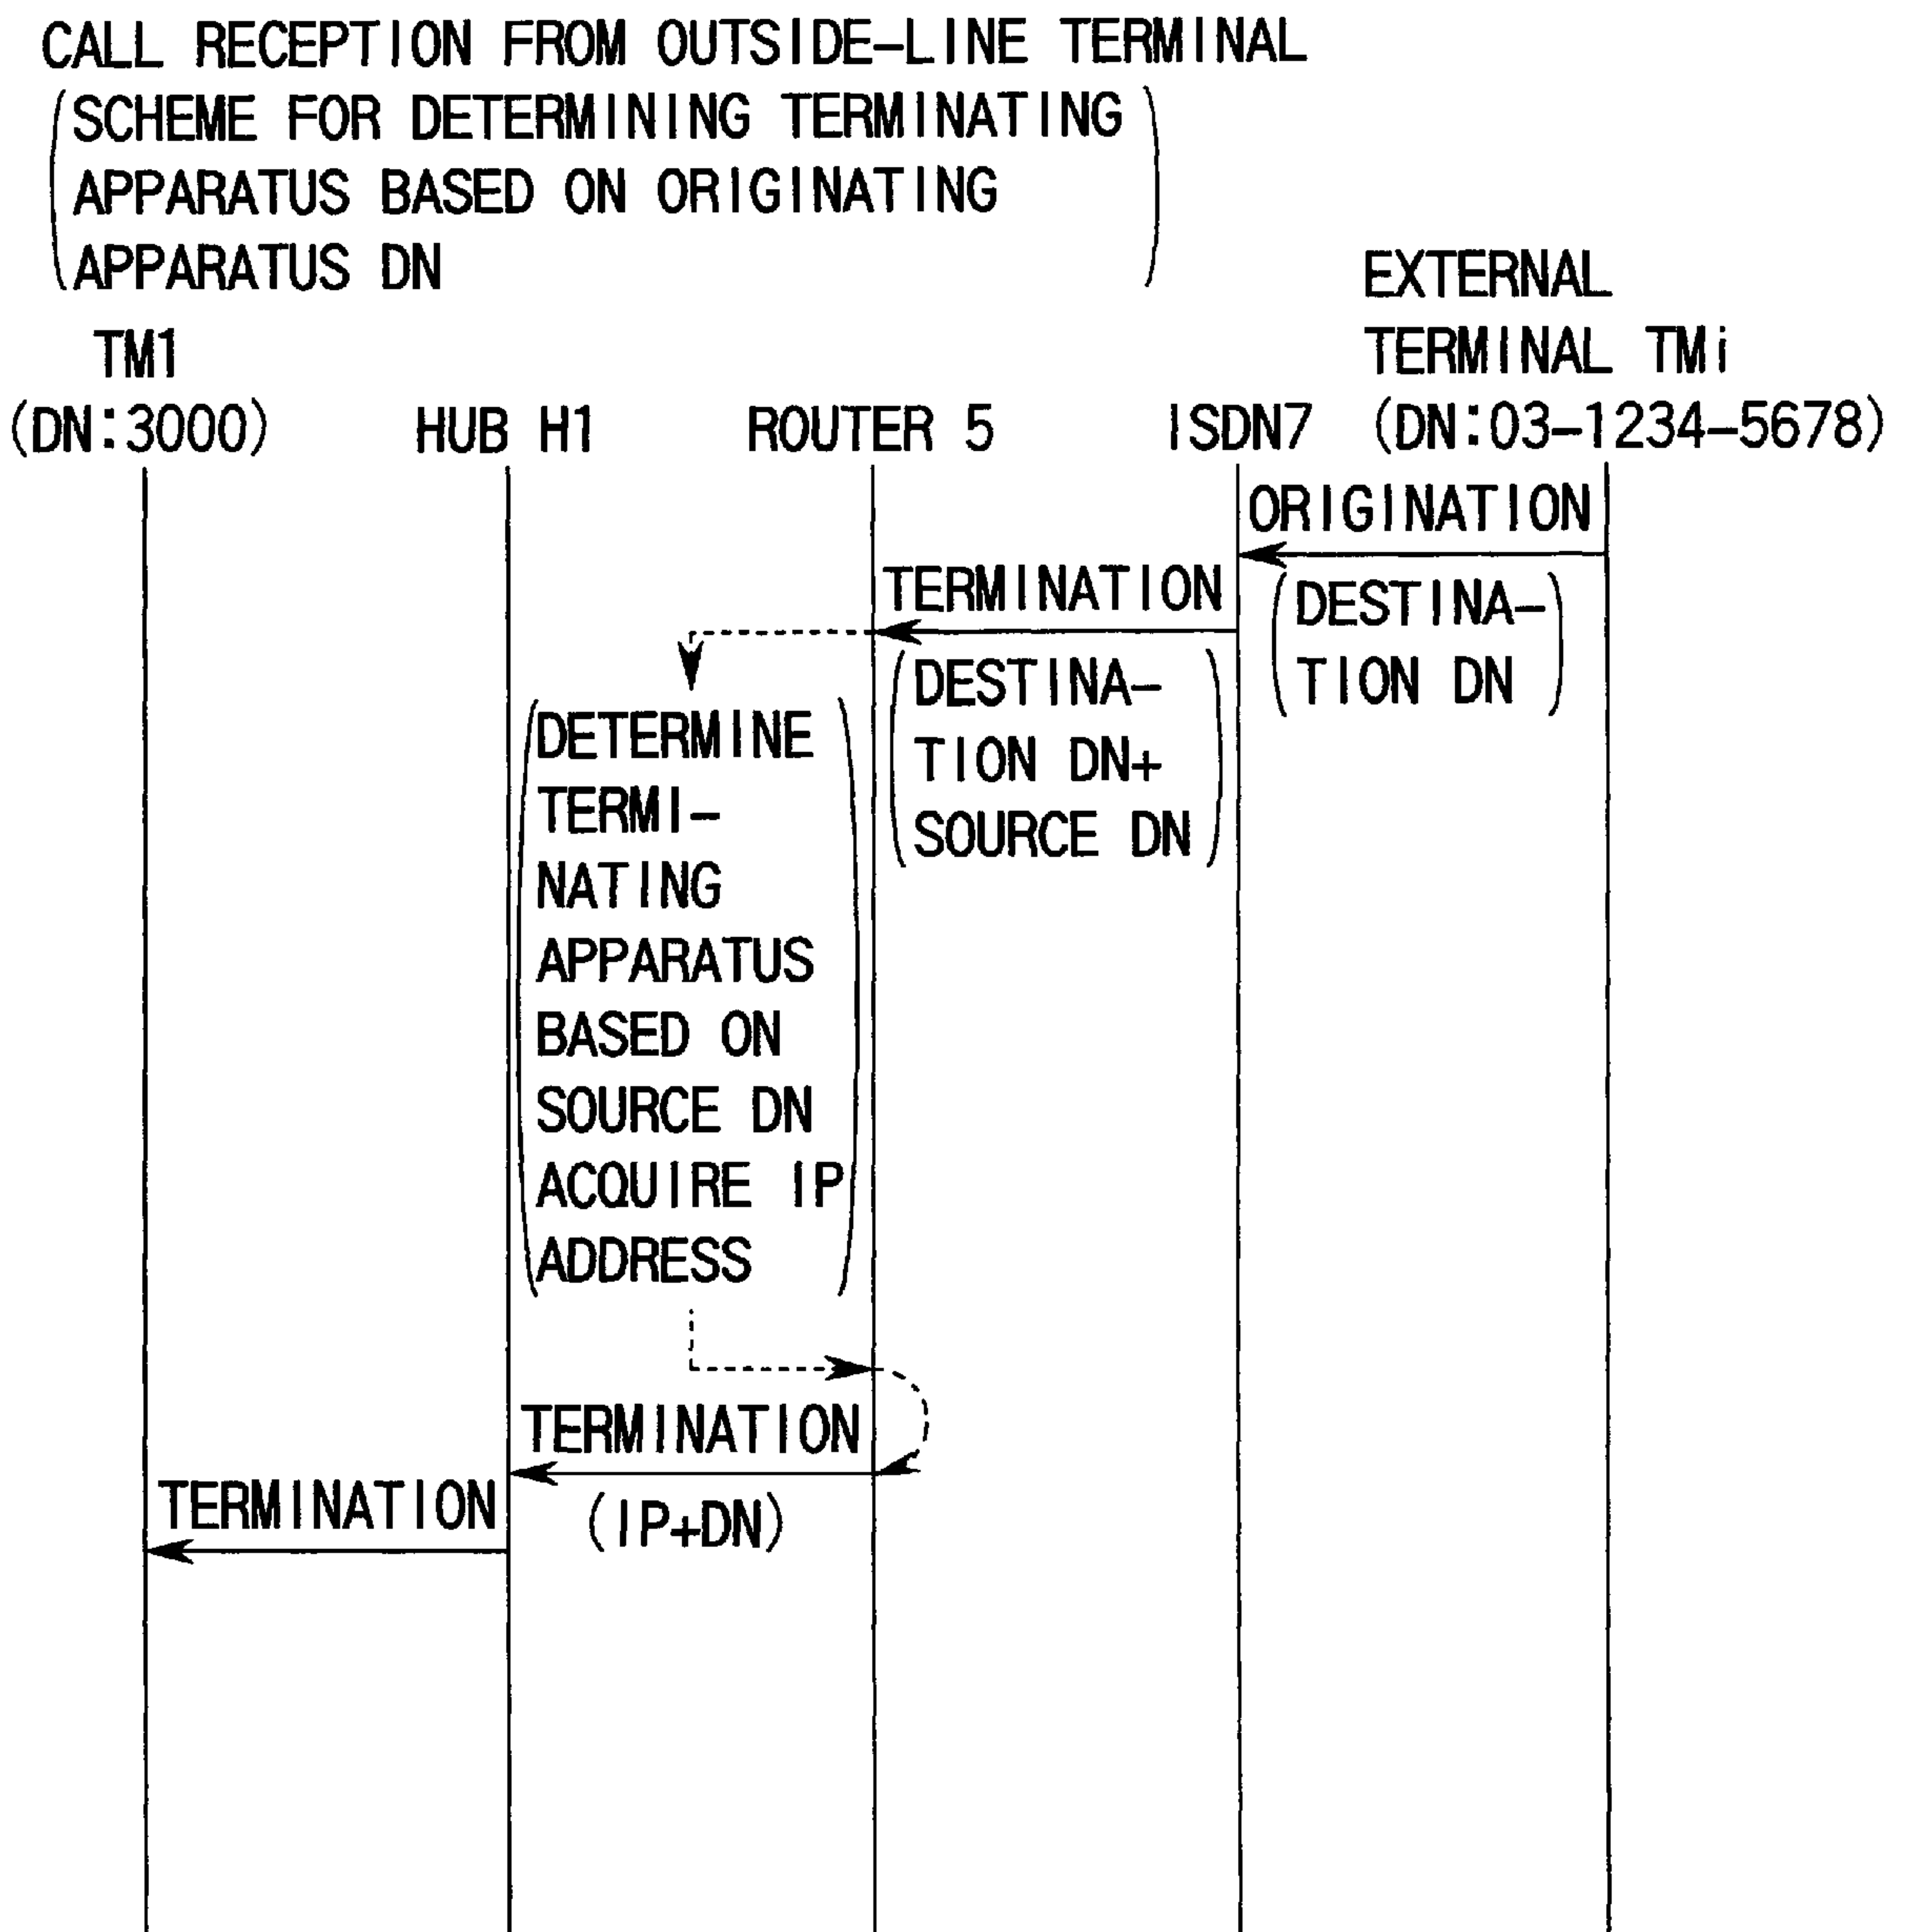 CALL RECEPTION FROM OUTSIDE-LINE TERMINAL
(SCHEME FOR DETERMINING TERMINATING
APPARATUS BASED ON ORIGINATING
APPARATUS DN)
EXTERNAL
TERMINAL TMi
(DN:03-1234-5678)
TM1
(DN:3000)
HUB H1
ROUTER 5
ISDN7
ORIGINATION
(DESTINA-
TION DN)
TERMINATION
(DESTINA-
TION DN+
SOURCE DN)
(DETERMINE
TERMI-
NATING
APPARATUS
BASED ON
SOURCE DN
ACQUIRE IP
ADDRESS)
TERMINATION
(IP+DN)
TERMINATION